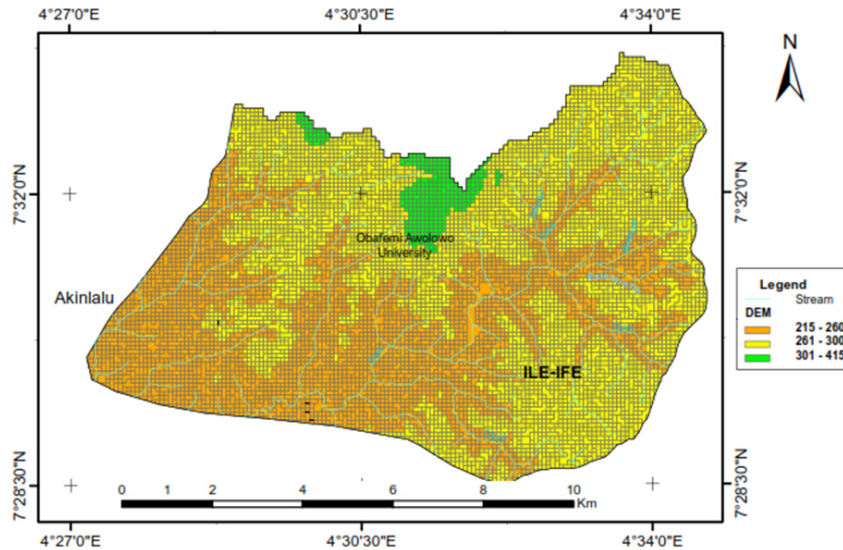 4°27'0"E 4°30'30"E 4°34'0"E
N
7°32'0"N
7°32'0"N
Obafemi Awolowo
University
Akinlalu
Legend
Stream
DEM
215 - 260
261 - 300
301 - 415
ILE-IFE
7°28'30"N
7°28'30"N
0 1 2 4 6 8 10
Km
4°27'0"E 4°30'30"E 4°34'0"E